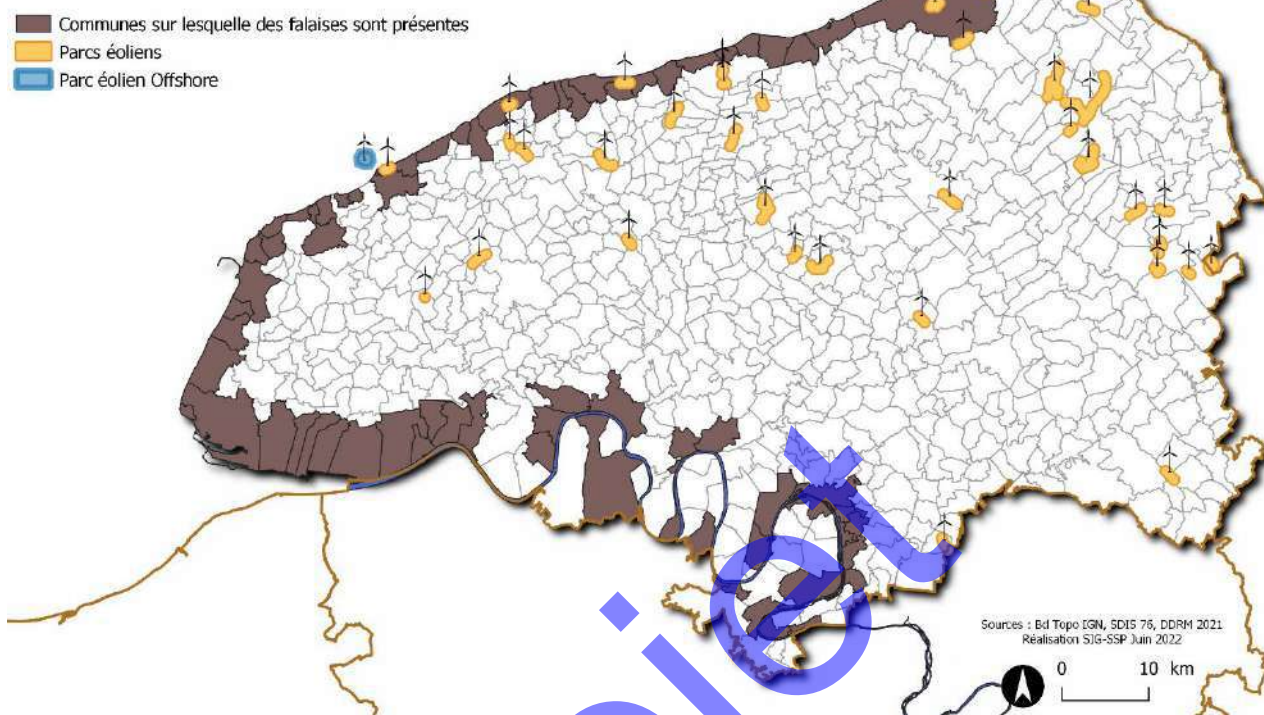 Communes sur lesquelle des falaises sont présentes
Parcs éoliens
Parc éolien Offshore
Sources : Bd Topo IGN, SDIS 76, DDRM 2021
Réalisation SIG-SSP Juin 2022
0 10 km